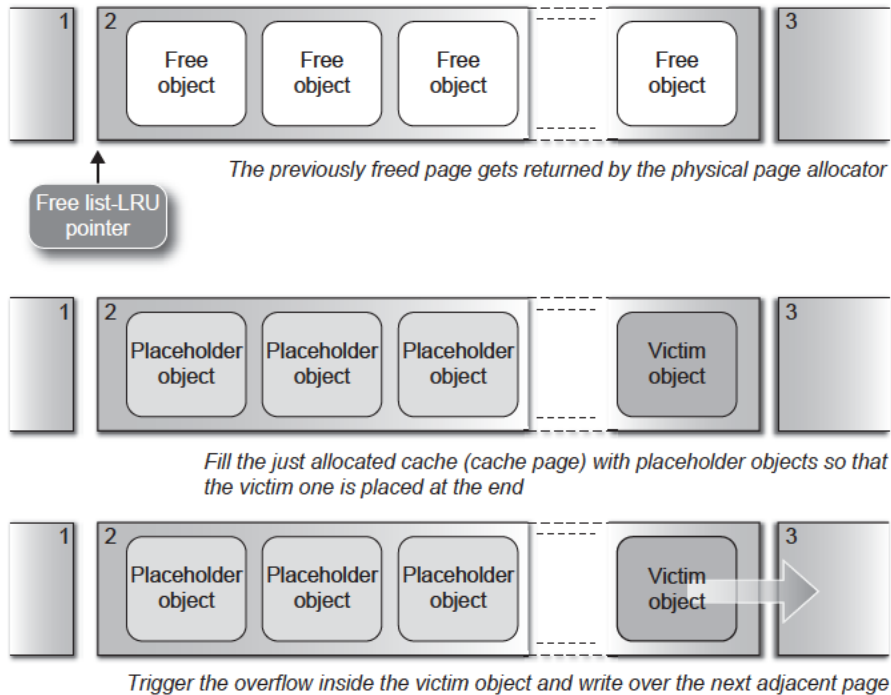 1 2 3
Free object Free object Free object Free object
The previously freed page gets returned by the physical page allocator
Free list-LRU
pointer
1 2 3
Placeholder object Placeholder object Placeholder object Victim object
Fill the just allocated cache (cache page) with placeholder objects so that
the victim one is placed at the end
1 2 3
Placeholder object Placeholder object Placeholder object Victim object
Trigger the overflow inside the victim object and write over the next adjacent page